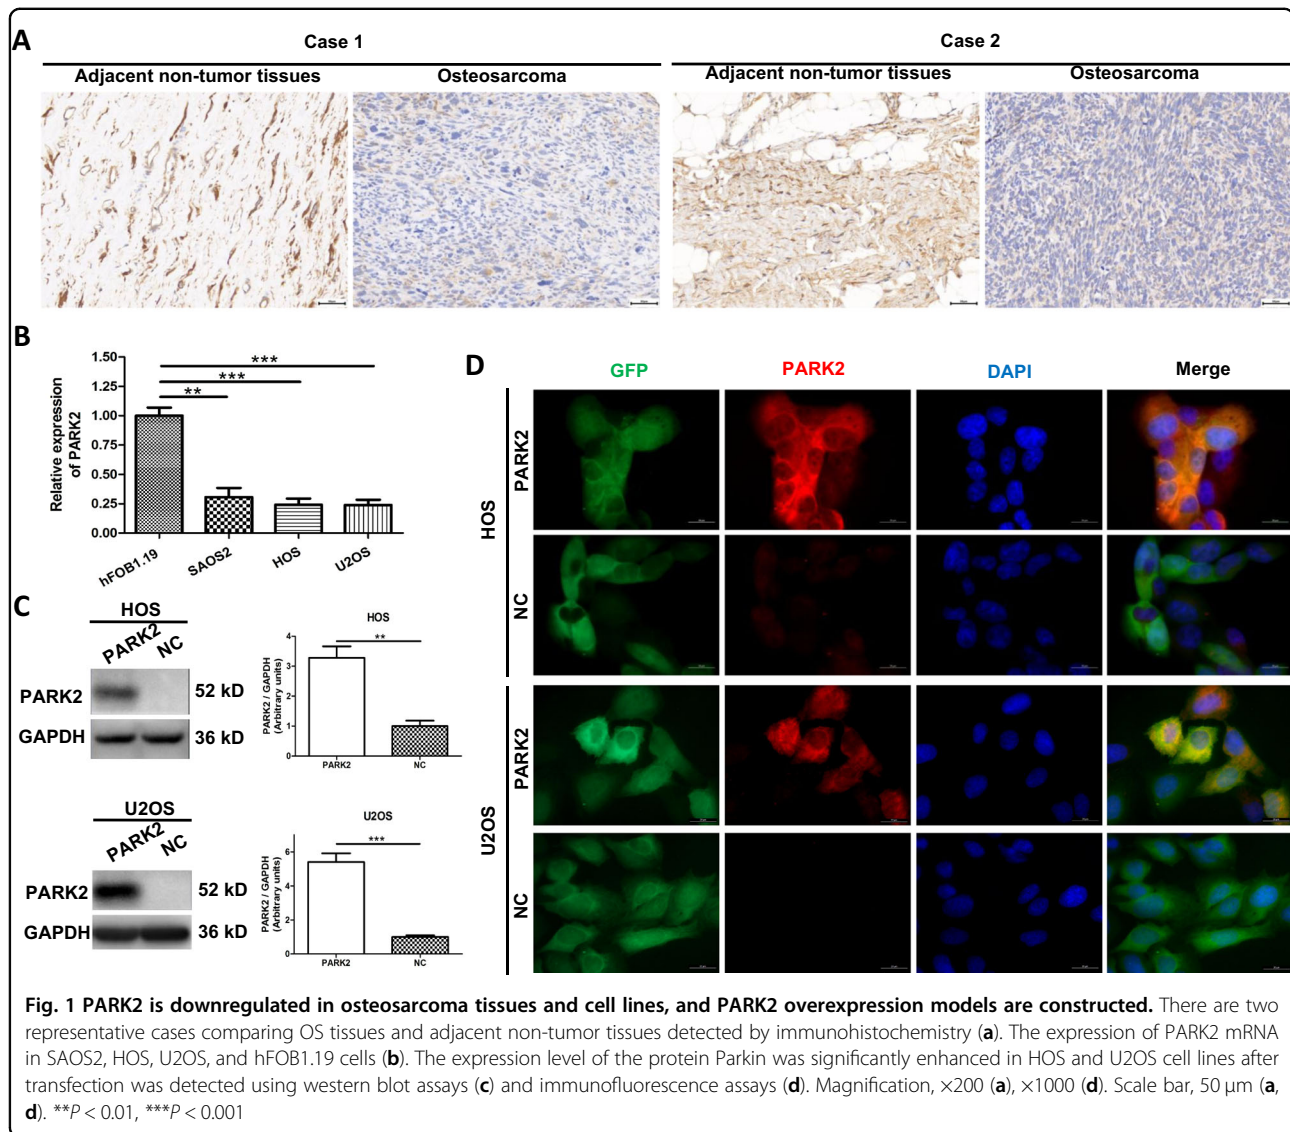 A
Case 1
Case 2
Adjacent non-tumor tissues
Osteosarcoma
Adjacent non-tumor tissues
Osteosarcoma
B
Relative expression
of PARK2
1.50
1.25
1.00
0.75
0.50
0.25
0.00
***
***
**
hFOB1.19
SAOS2
HOS
U2OS
C
HOS
PARK2
NC
PARK2
52 kD
GAPDH
36 kD
HOS
PARK2 / GAPDH
(Arbitrary units)
4
3
2
1
0
**
PARK2
NC
U2OS
PARK2
NC
PARK2
52 kD
GAPDH
36 kD
U2OS
PARK2 / GAPDH
(Arbitrary units)
6
4
2
0
***
PARK2
NC
D
GFP
PARK2
DAPI
Merge
HOS
PARK2
NC
U2OS
PARK2
NC
Fig. 1 PARK2 is downregulated in osteosarcoma tissues and cell lines, and PARK2 overexpression models are constructed. There are two
representative cases comparing OS tissues and adjacent non-tumor tissues detected by immunohistochemistry (a). The expression of PARK2 mRNA
in SAOS2, HOS, U2OS, and hFOB1.19 cells (b). The expression level of the protein Parkin was significantly enhanced in HOS and U2OS cell lines after
transfection was detected using western blot assays (c) and immunofluorescence assays (d). Magnification, ×200 (a), ×1000 (d). Scale bar, 50 µm (a,
d). **P < 0.01, ***P < 0.001